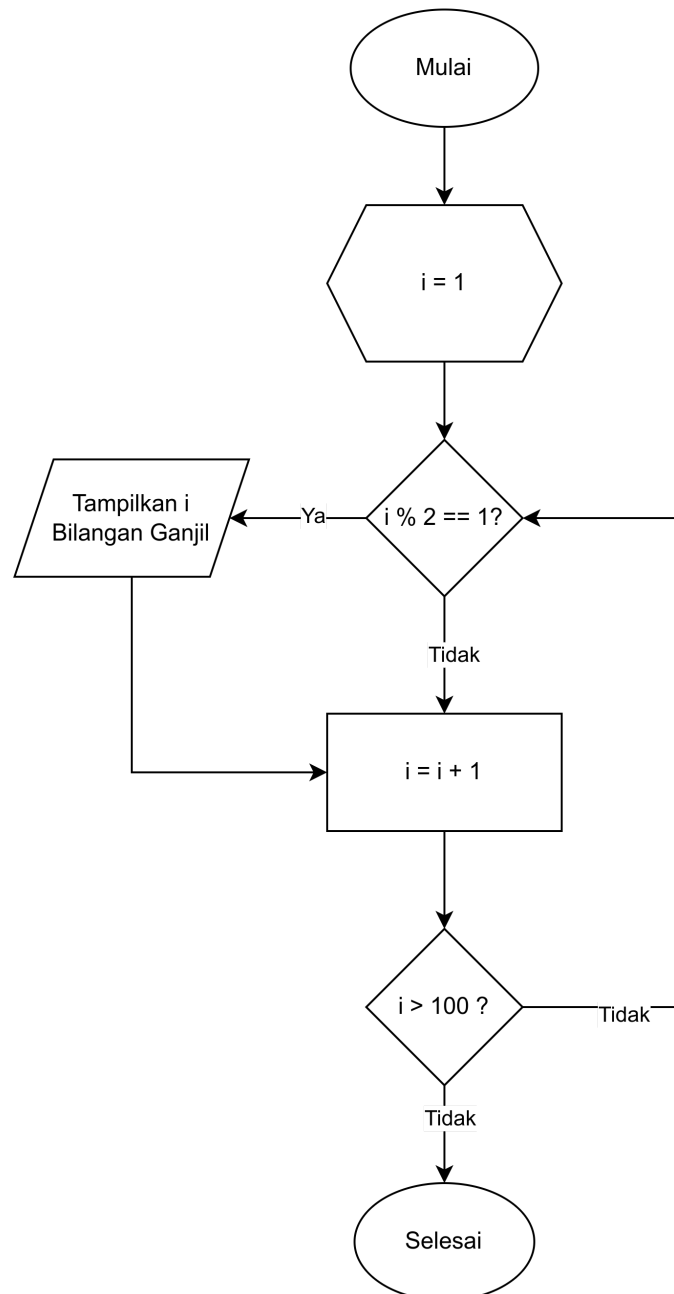 Mulai
i = 1
i % 2 == 1?
Ya
Tampilkan i
Bilangan Ganjil
Tidak
i = i + 1
i > 100 ?
Tidak
Tidak
Selesai